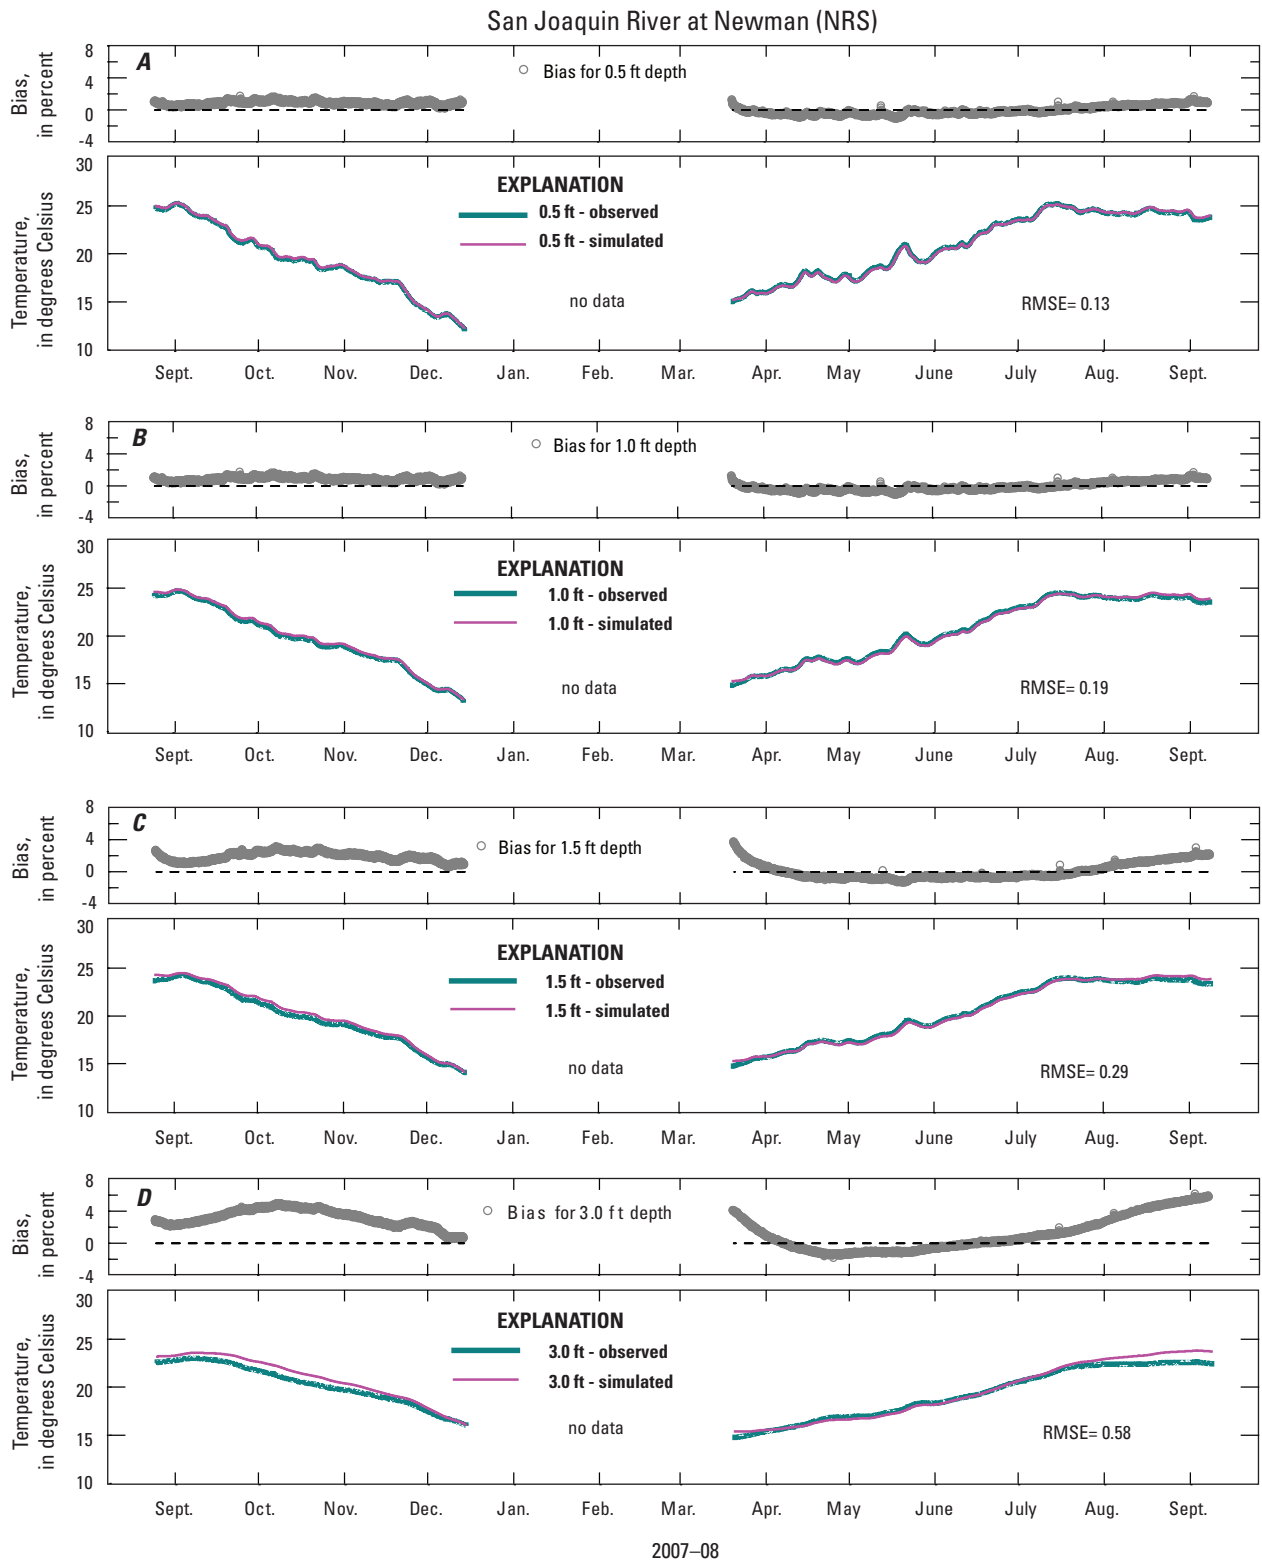 San Joaquin River at Newman (NRS)
Bias,
in percent
8
4
0
-4
A
Bias for 0.5 ft depth
Temperature,
in degrees Celsius
30
25
20
15
10
EXPLANATION
0.5 ft - observed
0.5 ft - simulated
no data
RMSE= 0.13
Sept. Oct. Nov. Dec. Jan. Feb. Mar. Apr. May June July Aug. Sept.
Bias,
in percent
8
4
0
-4
B
Bias for 1.0 ft depth
Temperature,
in degrees Celsius
30
25
20
15
10
EXPLANATION
1.0 ft - observed
1.0 ft - simulated
no data
RMSE= 0.19
Sept. Oct. Nov. Dec. Jan. Feb. Mar. Apr. May June July Aug. Sept.
Bias,
in percent
8
4
0
-4
C
Bias for 1.5 ft depth
Temperature,
in degrees Celsius
30
25
20
15
10
EXPLANATION
1.5 ft - observed
1.5 ft - simulated
no data
RMSE= 0.29
Sept. Oct. Nov. Dec. Jan. Feb. Mar. Apr. May June July Aug. Sept.
Bias,
in percent
8
4
0
-4
D
Bias for 3.0 ft depth
Temperature,
in degrees Celsius
30
25
20
15
10
EXPLANATION
3.0 ft - observed
3.0 ft - simulated
no data
RMSE= 0.58
Sept. Oct. Nov. Dec. Jan. Feb. Mar. Apr. May June July Aug. Sept.
2007–08